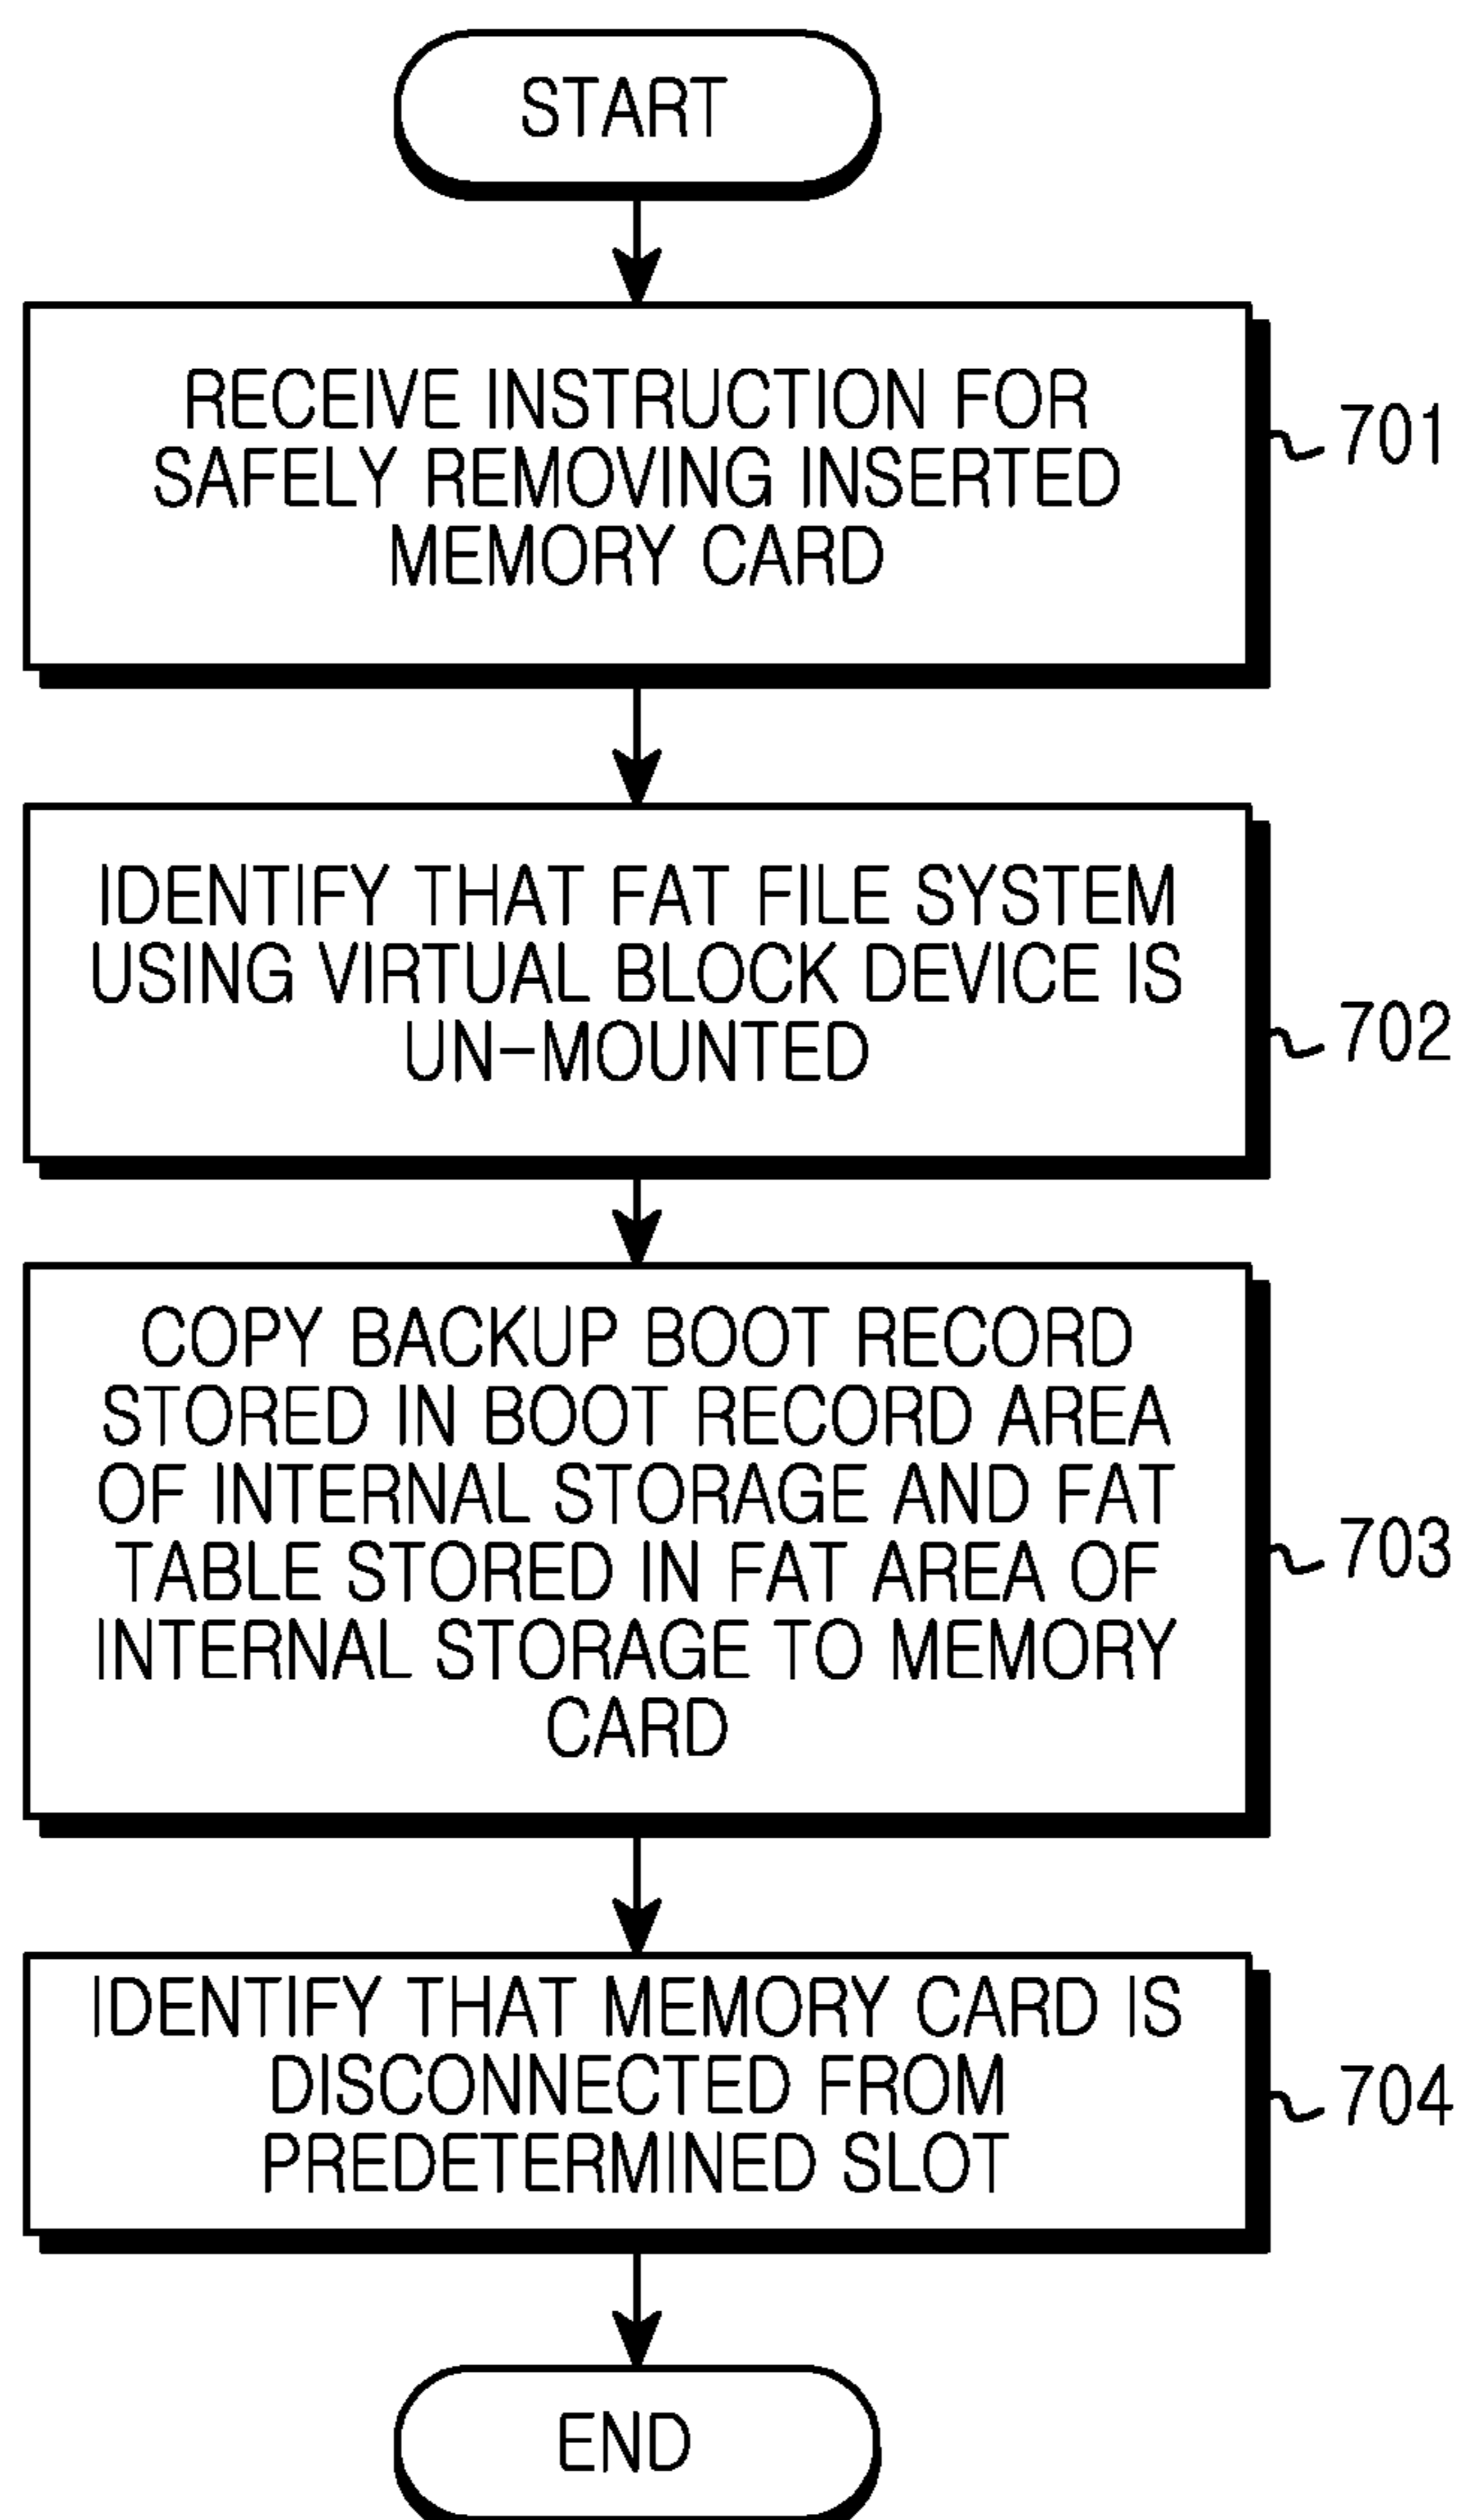 START
RECEIVE INSTRUCTION FOR
SAFELY REMOVING INSERTED
MEMORY CARD
701
IDENTIFY THAT FAT FILE SYSTEM
USING VIRTUAL BLOCK DEVICE IS
UN-MOUNTED
702
COPY BACKUP BOOT RECORD
STORED IN BOOT RECORD AREA
OF INTERNAL STORAGE AND FAT
TABLE STORED IN FAT AREA OF
INTERNAL STORAGE TO MEMORY
CARD
703
IDENTIFY THAT MEMORY CARD IS
DISCONNECTED FROM
PREDETERMINED SLOT
704
END